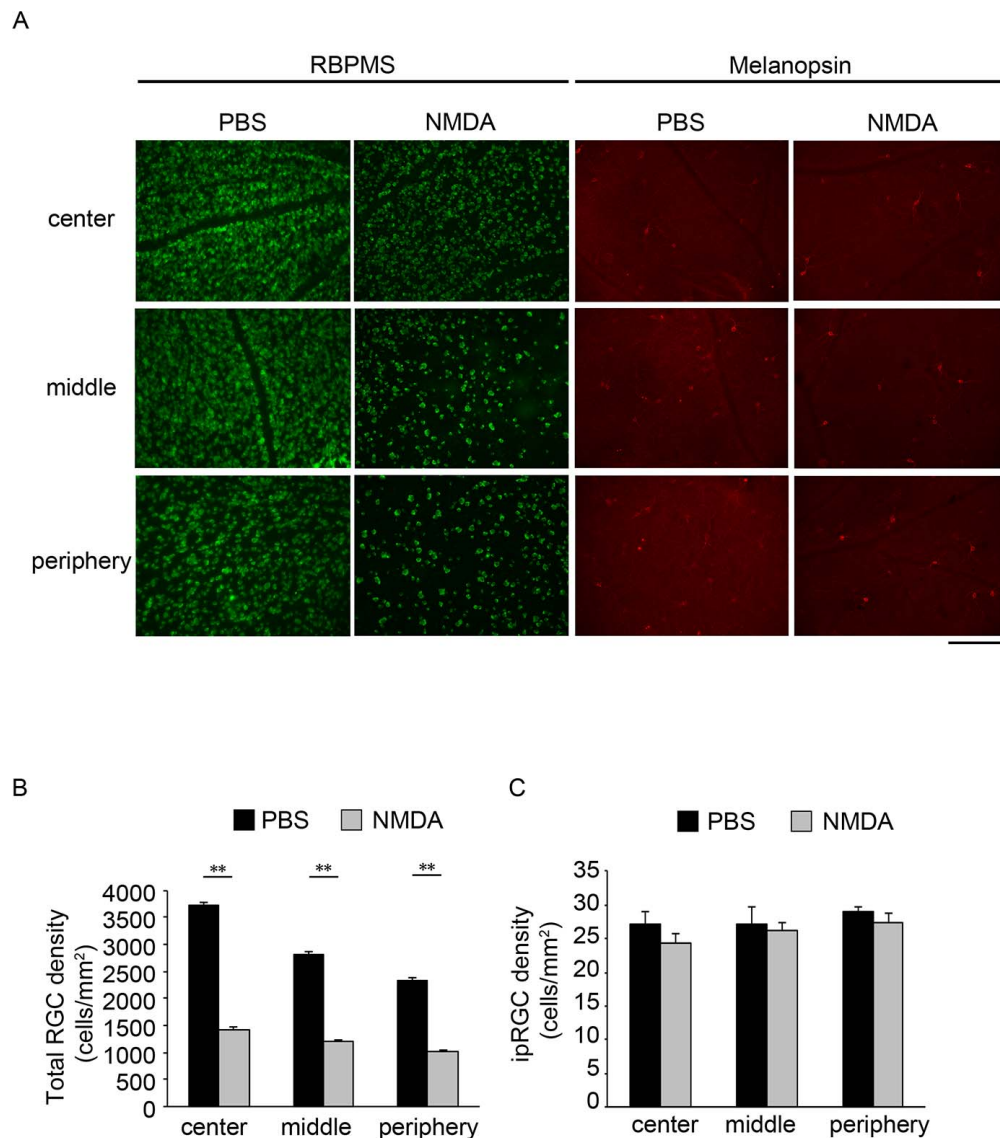 A
RBPMS Melanopsin
PBS NMDA PBS NMDA
center
middle
periphery
B
PBS NMDA
** ** **
4000
3500
3000
2500
2000
1500
1000
500
0
Total RGC density
(cells/mm²)
center middle periphery
C
PBS NMDA
35
30
25
20
15
10
5
0
ipRGC density
(cells/mm²)
center middle periphery